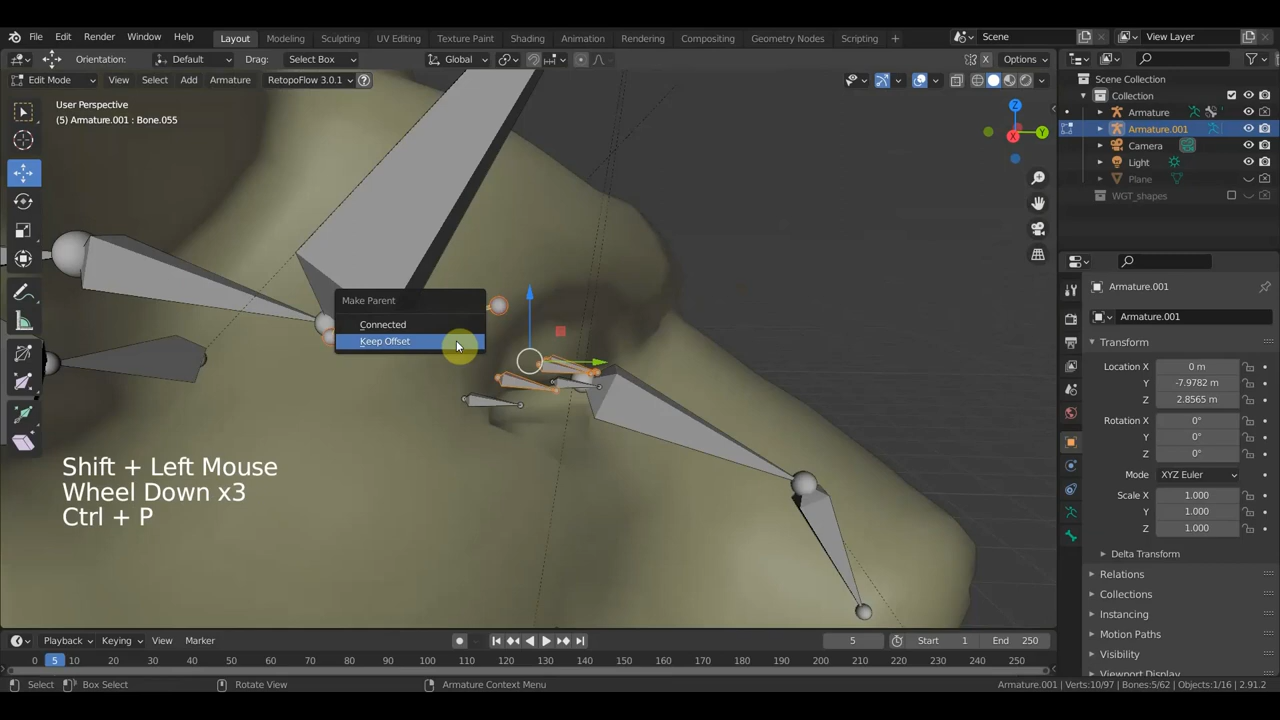 File Edit Render Window Help Layout Modeling Sculpting UV Editing Texture Paint Shading Animation Rendering Compositing Geometry Nodes Scripting + Scene View Layer
Orientation: Default Drag: Select Box Global X Options
Edit Mode View Select Add Armature RetopoFlow 3.0.1 ?
User Perspective
(5) Armature.001 : Bone.055
Scene Collection
Collection
Armature
Armature.001
Camera
Light
Plane
WGT_shapes
Z
Y
X
Make Parent
Connected
Keep Offset
Shift + Left Mouse
Wheel Down x3
Ctrl + P
Armature.001
Armature.001
Transform
Location X 0 m
Y -7.9782 m
Z 2.8565 m
Rotation X 0°
Y 0°
Z 0°
Mode XYZ Euler
Scale X 1.000
Y 1.000
Z 1.000
Delta Transform
Relations
Collections
Instancing
Motion Paths
Visibility
Viewport Display
Playback Keying View Marker 5 Start 1 End 250
0 5 10 20 30 40 50 60 70 80 90 100 110 120 130 140 150 160 170 180 190 200 210 220 230 240 250
Select Box Select Rotate View Armature Context Menu Armature.001 | Verts:10/97 | Bones:5/62 | Objects:1/16 | 2.91.2